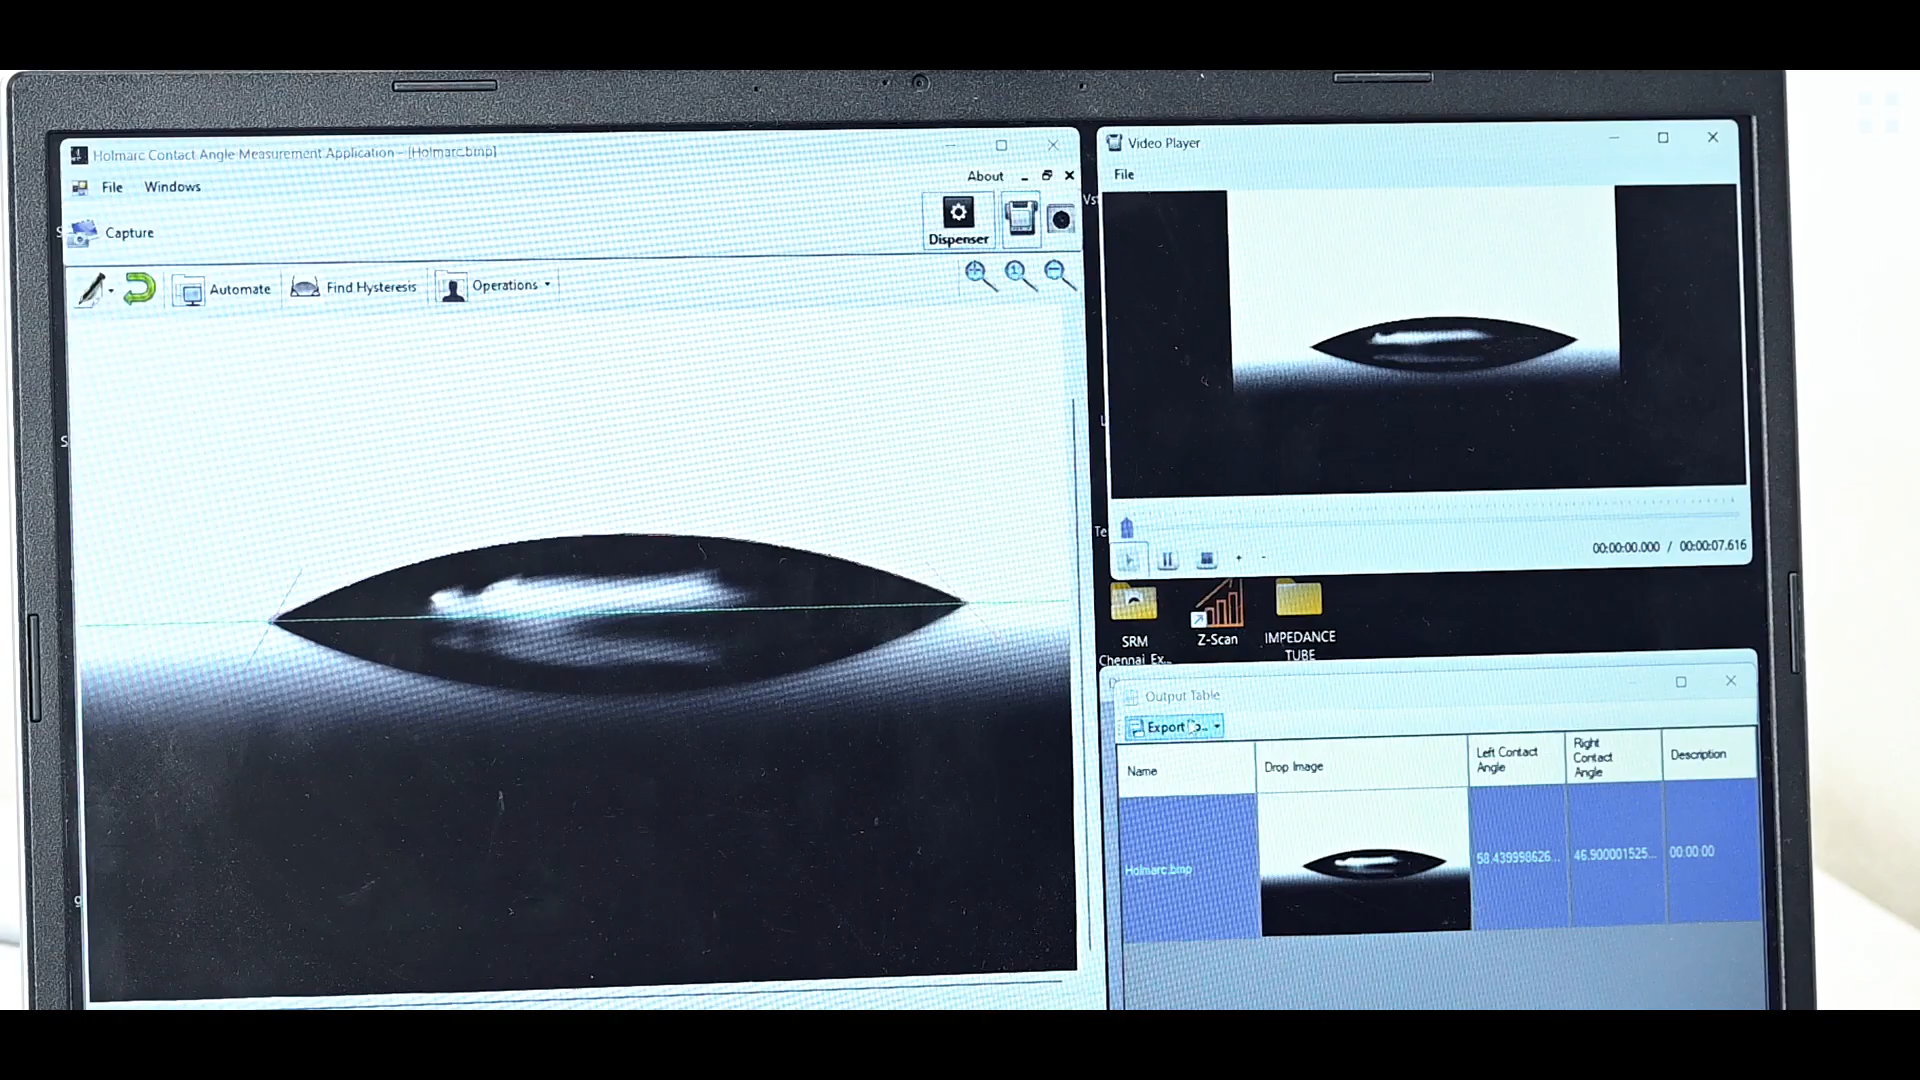 Holmarc Contact Angle Measurement Application - [Holmarc.bmp]
File Windows
About
Capture
Dispenser
Automate
Find Hysteresis
Operations
Video Player
File
00:00:00.000 / 00:00:07.616
SRM
Chennai Ex...
Z-Scan
IMPEDANCE
TUBE
Output Table
Export
Name
Drop Image
Left Contact
Angle
Right
Contact
Angle
Description
Holmarc.bmp
58.439998626...
46.900001525...
00:00:00